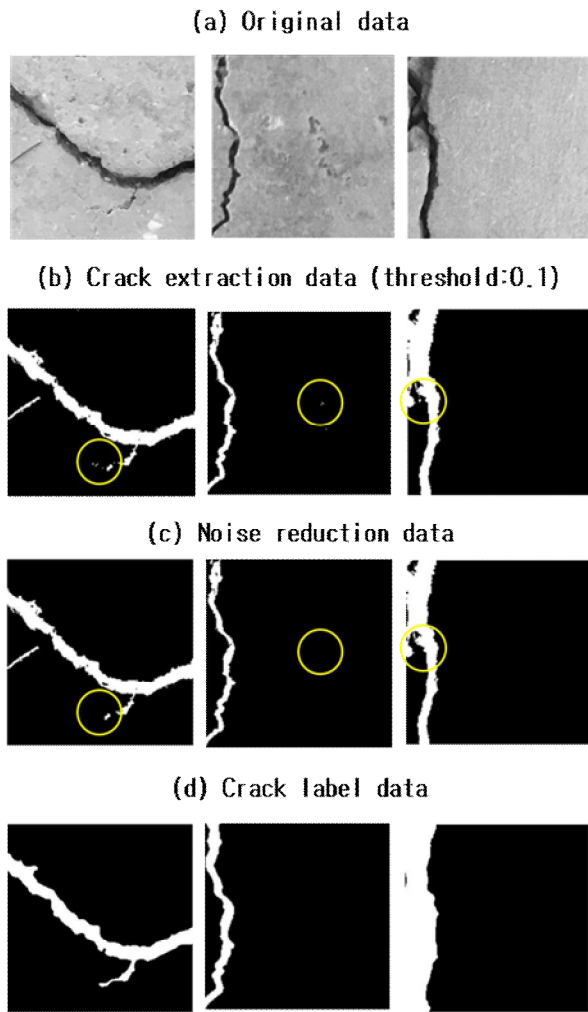 (a) Original data
(b) Crack extraction data (threshold:0.1)
(c) Noise reduction data
(d) Crack label data